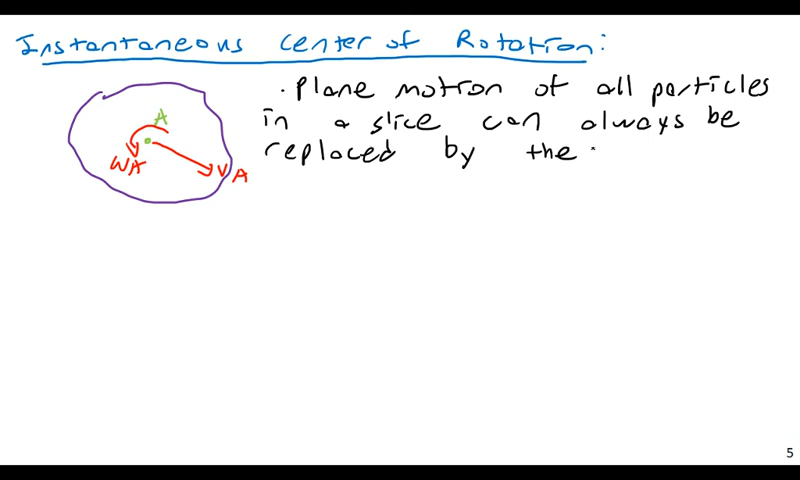 Instantaneous Center of Rotation:
· Plane motion of all particles
in a slice can always be
replaced by the
A
WA
VA
5